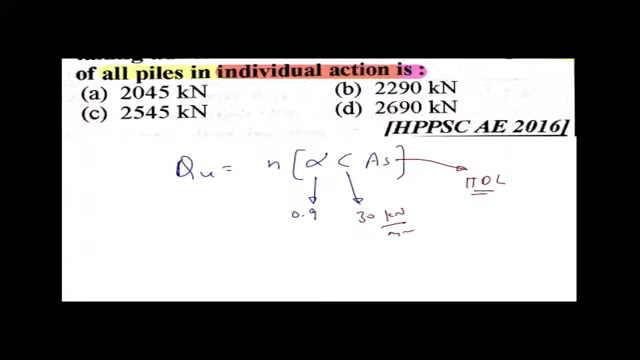 of all piles in individual action is :
(a) 2045 kN (b) 2290 kN
(c) 2545 kN (d) 2690 kN
[HPPSC AE 2016]
Qu = n [ α C As ]
π D L
0.9 30 kN